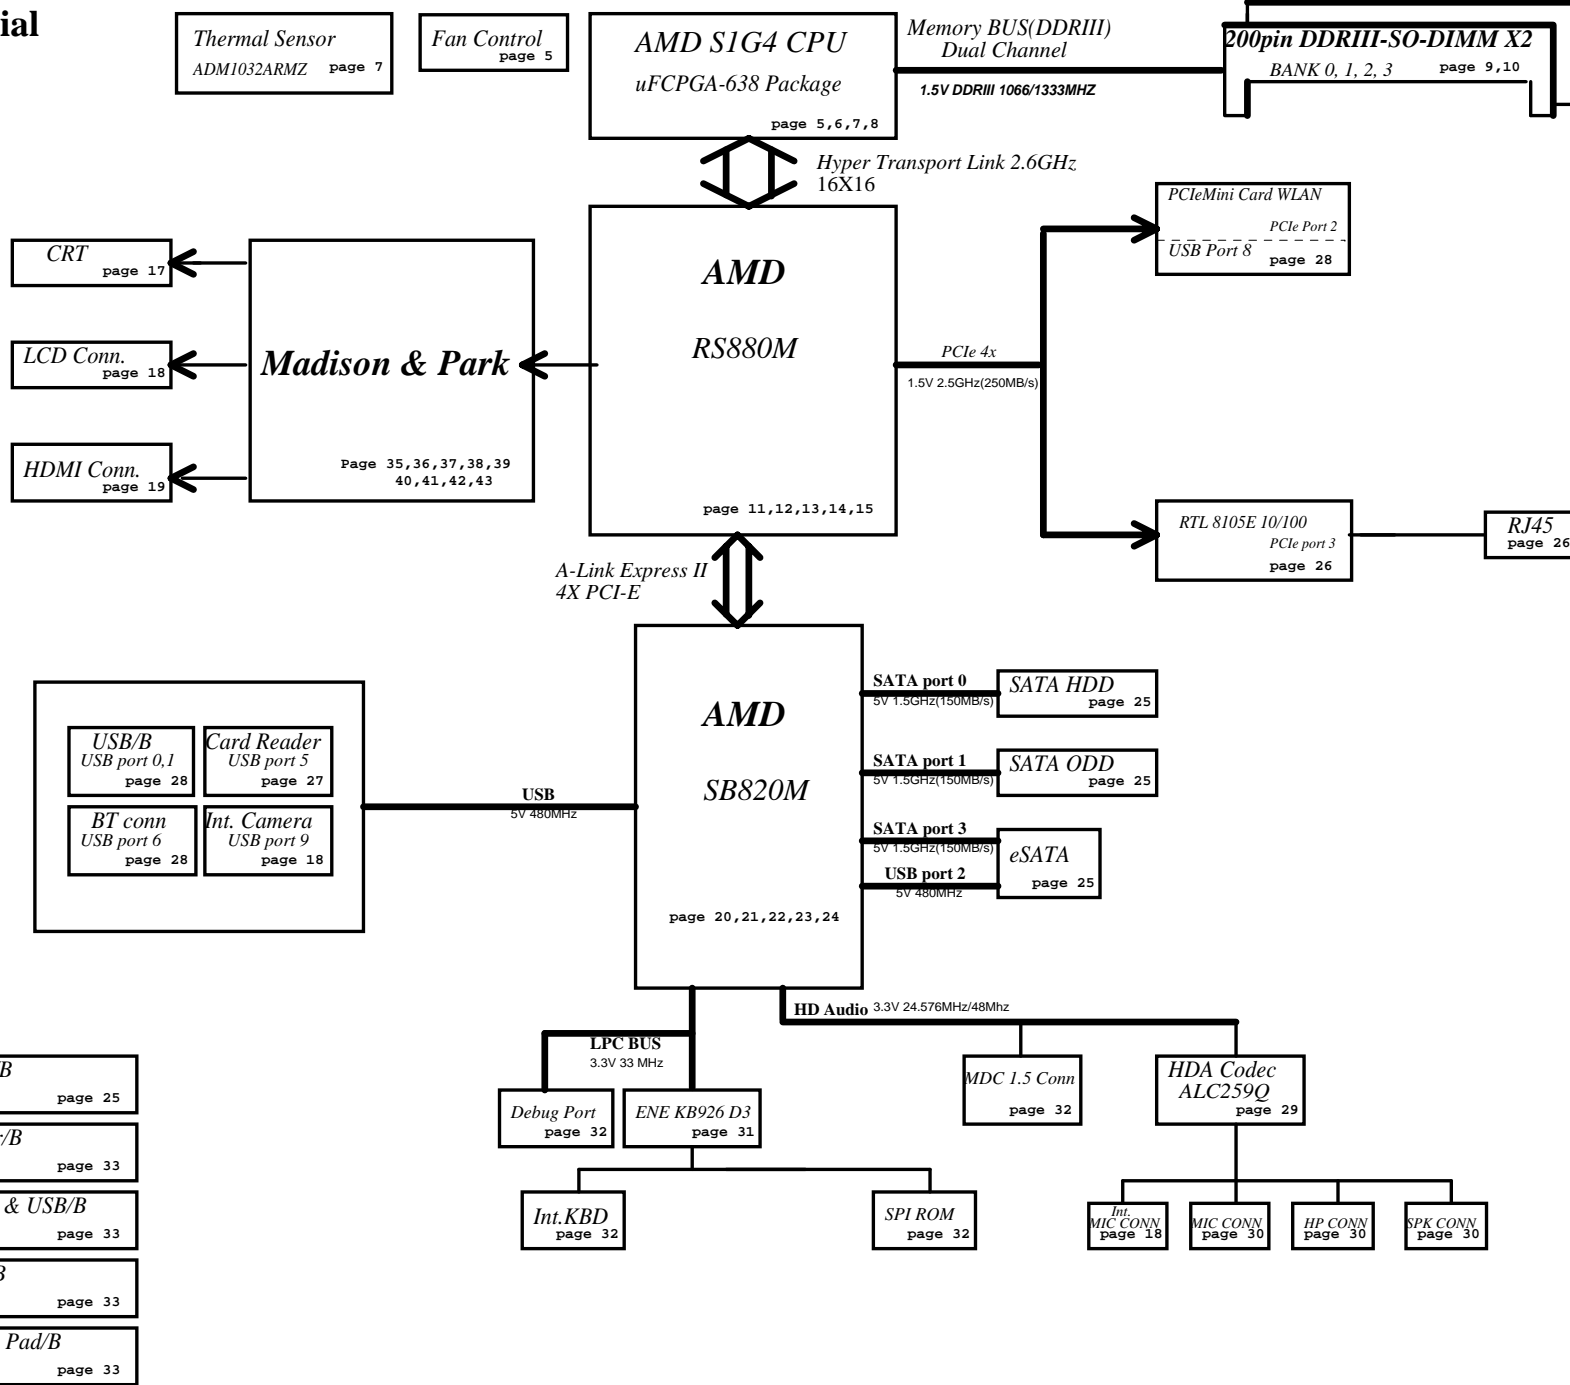 ial
Thermal Sensor
ADM1032ARMZ page 7
Fan Control
page 5
AMD S1G4 CPU
uFCPGA-638 Package
page 5,6,7,8
Memory BUS(DDRIII)
Dual Channel
1.5V DDRIII 1066/1333MHZ
200pin DDRIII-SO-DIMM X2
BANK 0, 1, 2, 3 page 9,10
Hyper Transport Link 2.6GHz
16X16
PCIeMini Card WLAN
PCIe Port 2
USB Port 8 page 28
CRT
page 17
LCD Conn.
page 18
HDMI Conn.
page 19
Madison & Park
Page 35,36,37,38,39
40,41,42,43
AMD
RS880M
page 11,12,13,14,15
PCIe 4x
1.5V 2.5GHz(250MB/s)
RTL 8105E 10/100
PCIe port 3
page 26
RJ45
page 26
A-Link Express II
4X PCI-E
AMD
SB820M
page 20,21,22,23,24
USB/B
USB port 0,1
page 28
Card Reader
USB port 5
page 27
BT conn
USB port 6
page 28
Int. Camera
USB port 9
page 18
USB
5V 480MHz
SATA port 0
5V 1.5GHz(150MB/s)
SATA HDD
page 25
SATA port 1
5V 1.5GHz(150MB/s)
SATA ODD
page 25
SATA port 3
5V 1.5GHz(150MB/s)
USB port 2
5V 480MHz
eSATA
page 25
HD Audio 3.3V 24.576MHz/48Mhz
LPC BUS
3.3V 33 MHz
Debug Port
page 32
ENE KB926 D3
page 31
MDC 1.5 Conn
page 32
HDA Codec
ALC259Q
page 29
Int.KBD
page 32
SPI ROM
page 32
Int.
MIC CONN
page 18
MIC CONN
page 30
HP CONN
page 30
SPK CONN
page 30
B
page 25
/B
page 33
& USB/B
page 33
B
page 33
Pad/B
page 33